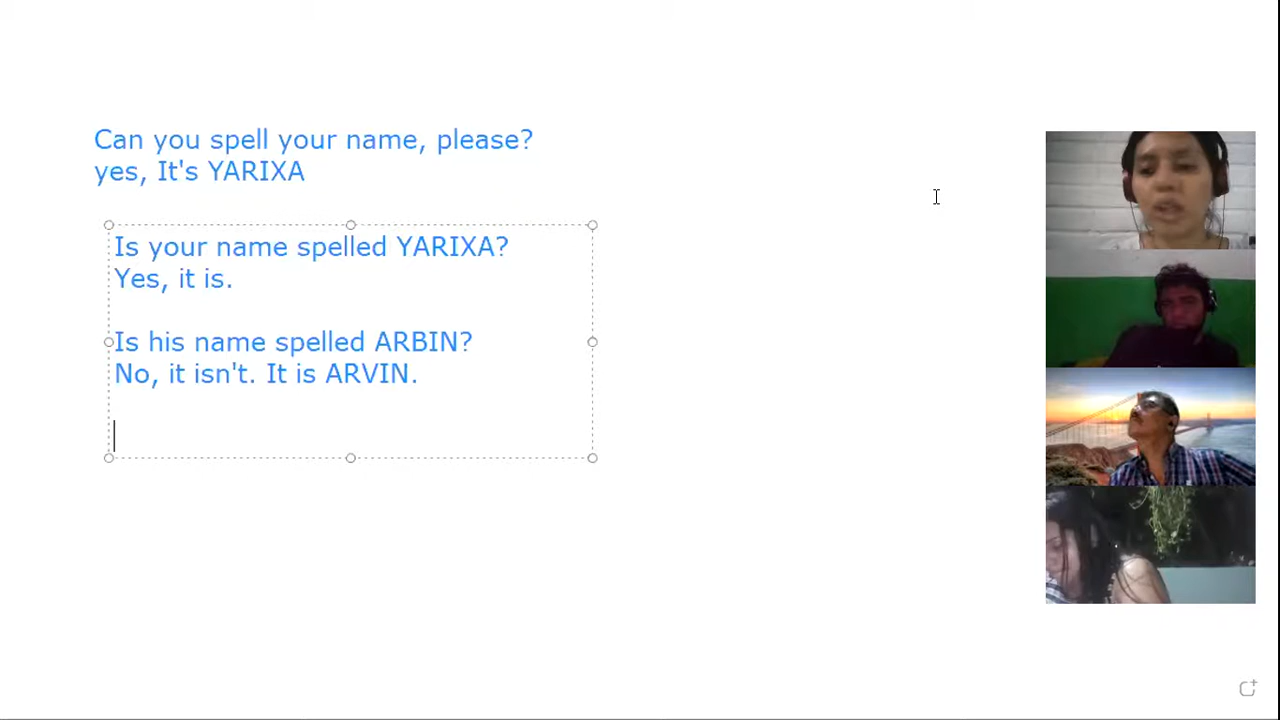 Can you spell your name, please?
yes, It's YARIXA
Is your name spelled YARIXA?
Yes, it is.
Is his name spelled ARBIN?
No, it isn't. It is ARVIN.